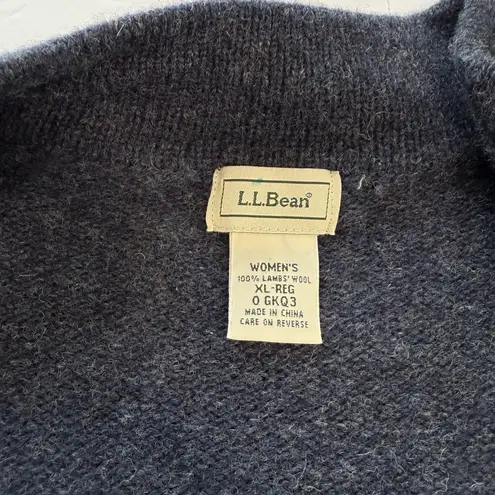 L.L.Bean®
WOMEN'S
100% LAMBS' WOOL
XL-REG
0 GKQ3
MADE IN CHINA
CARE ON REVERSE